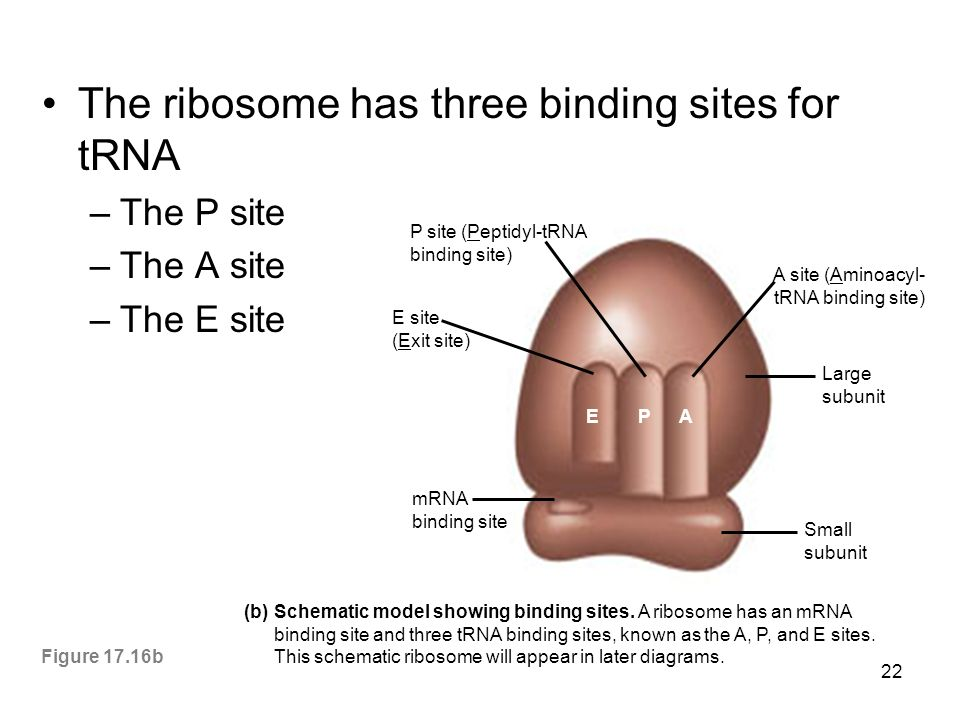 • The ribosome has three binding sites for
tRNA
– The P site
– The A site
– The E site
P site (Peptidyl-tRNA
binding site)
A site (Aminoacyl-
tRNA binding site)
E site
(Exit site)
Large
subunit
E P A
mRNA
binding site
Small
subunit
(b) Schematic model showing binding sites. A ribosome has an mRNA
binding site and three tRNA binding sites, known as the A, P, and E sites.
This schematic ribosome will appear in later diagrams.
Figure 17.16b
22